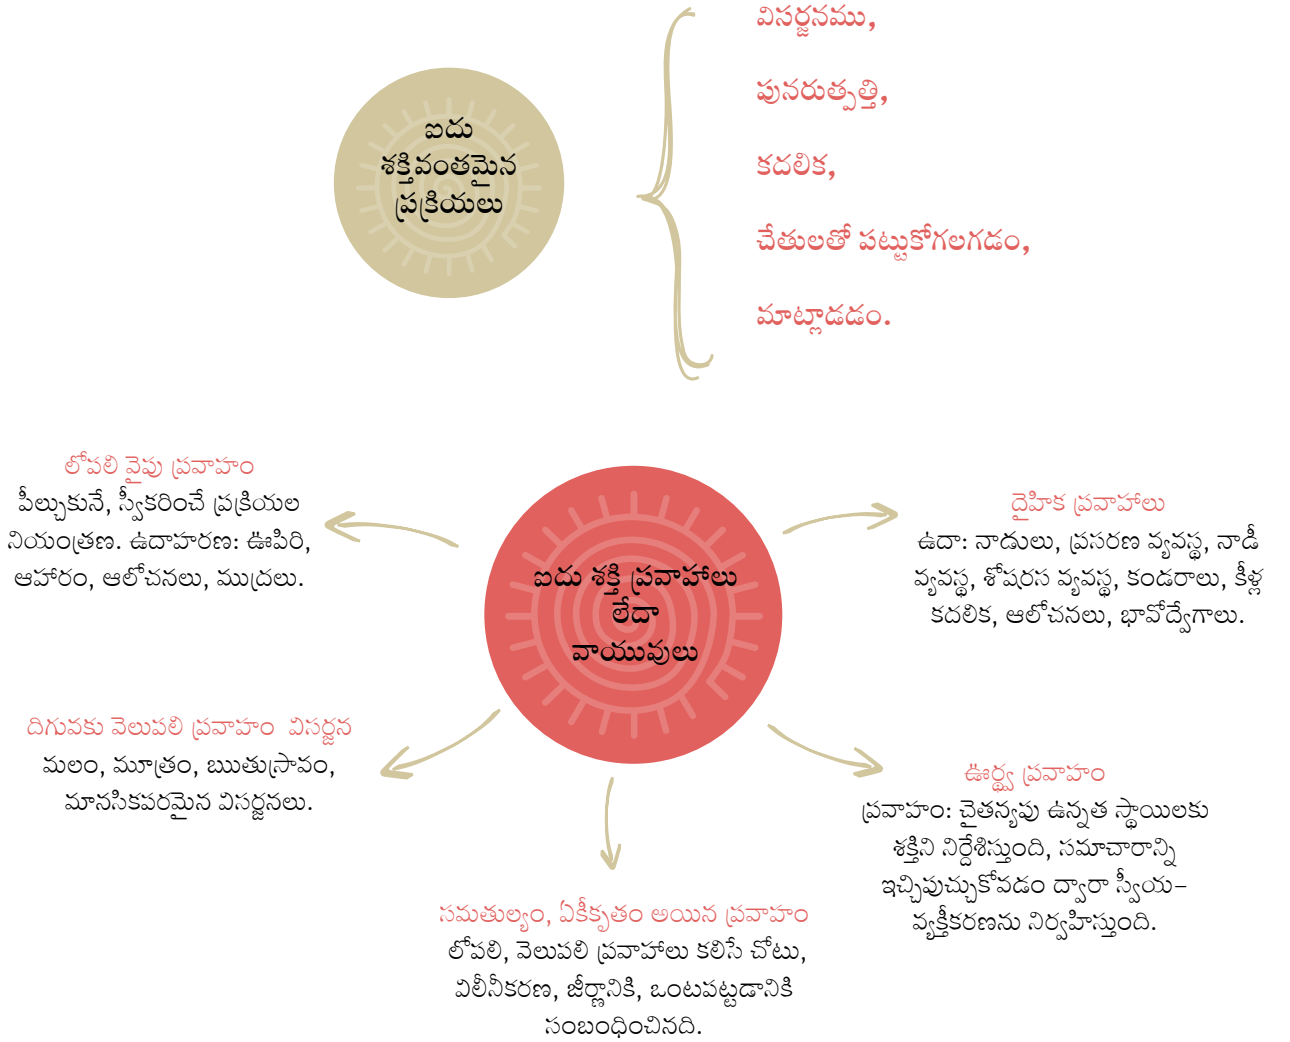 ఐదు
శక్తివంతమైన
ప్రక్రియలు
విసర్జనము,
పునరుత్పత్తి,
కదలిక,
చేతులతో పట్టుకోగలగడం,
మాట్లాడడం.
ఐదు శక్తి ప్రవాహాలు
లేదా
వాయువులు
లోపలి వైపు ప్రవాహం
పీల్చుకునే, స్వీకరించే ప్రక్రియల
నియంత్రణ. ఉదాహరణ: ఊపిరి,
ఆహారం, ఆలోచనలు, ముద్రలు.
దైహిక ప్రవాహాలు
ఉదా: నాడులు, ప్రసరణ వ్యవస్థ, నాడీ
వ్యవస్థ, శోషరస వ్యవస్థ, కండరాలు, కీళ్ల
కదలిక, ఆలోచనలు, భావోద్వేగాలు.
దిగువకు వెలుపలి ప్రవాహం విసర్జన
మలం, మూత్రం, ఋతుస్రావం,
మానసికపరమైన విసర్జనలు.
ఊర్ధ్వ ప్రవాహం
ప్రవాహం: చైతన్యపు ఉన్నత స్థాయిలకు
శక్తిని నిర్దేశిస్తుంది, సమాచారాన్ని
ఇచ్చిపుచ్చుకోవడం ద్వారా స్వీయ-
వ్యక్తీకరణను నిర్వహిస్తుంది.
సమతుల్యం, ఏకీకృతం అయిన ప్రవాహం
లోపలి, వెలుపలి ప్రవాహాలు కలిసే చోటు,
విలీనీకరణ, జీర్ణానికి, ఒంటపట్టడానికి
సంబంధించినది.